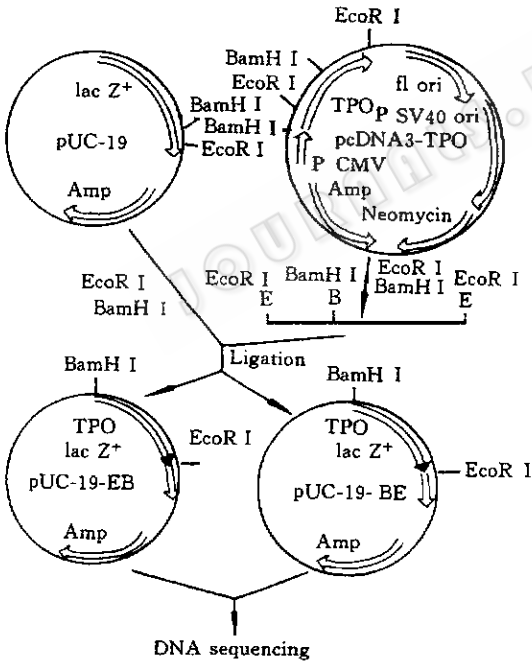 EcoR I
BamH I
EcoR I
BamH I
BamH I
EcoR I
lac Z+
pUC-19
Amp
fl ori
TPO P SV40 ori
pcDNA3-TPO
P CMV
Amp
Neomycin
EcoR I
BamH I
EcoR I
BamH I
EcoR I
E
BamH I
B
EcoR I
E
Ligation
BamH I
TPO
lac Z+
pUC-19-EB
Amp
EcoR I
BamH I
TPO
lac Z+
pUC-19-BE
Amp
EcoR I
DNA sequencing